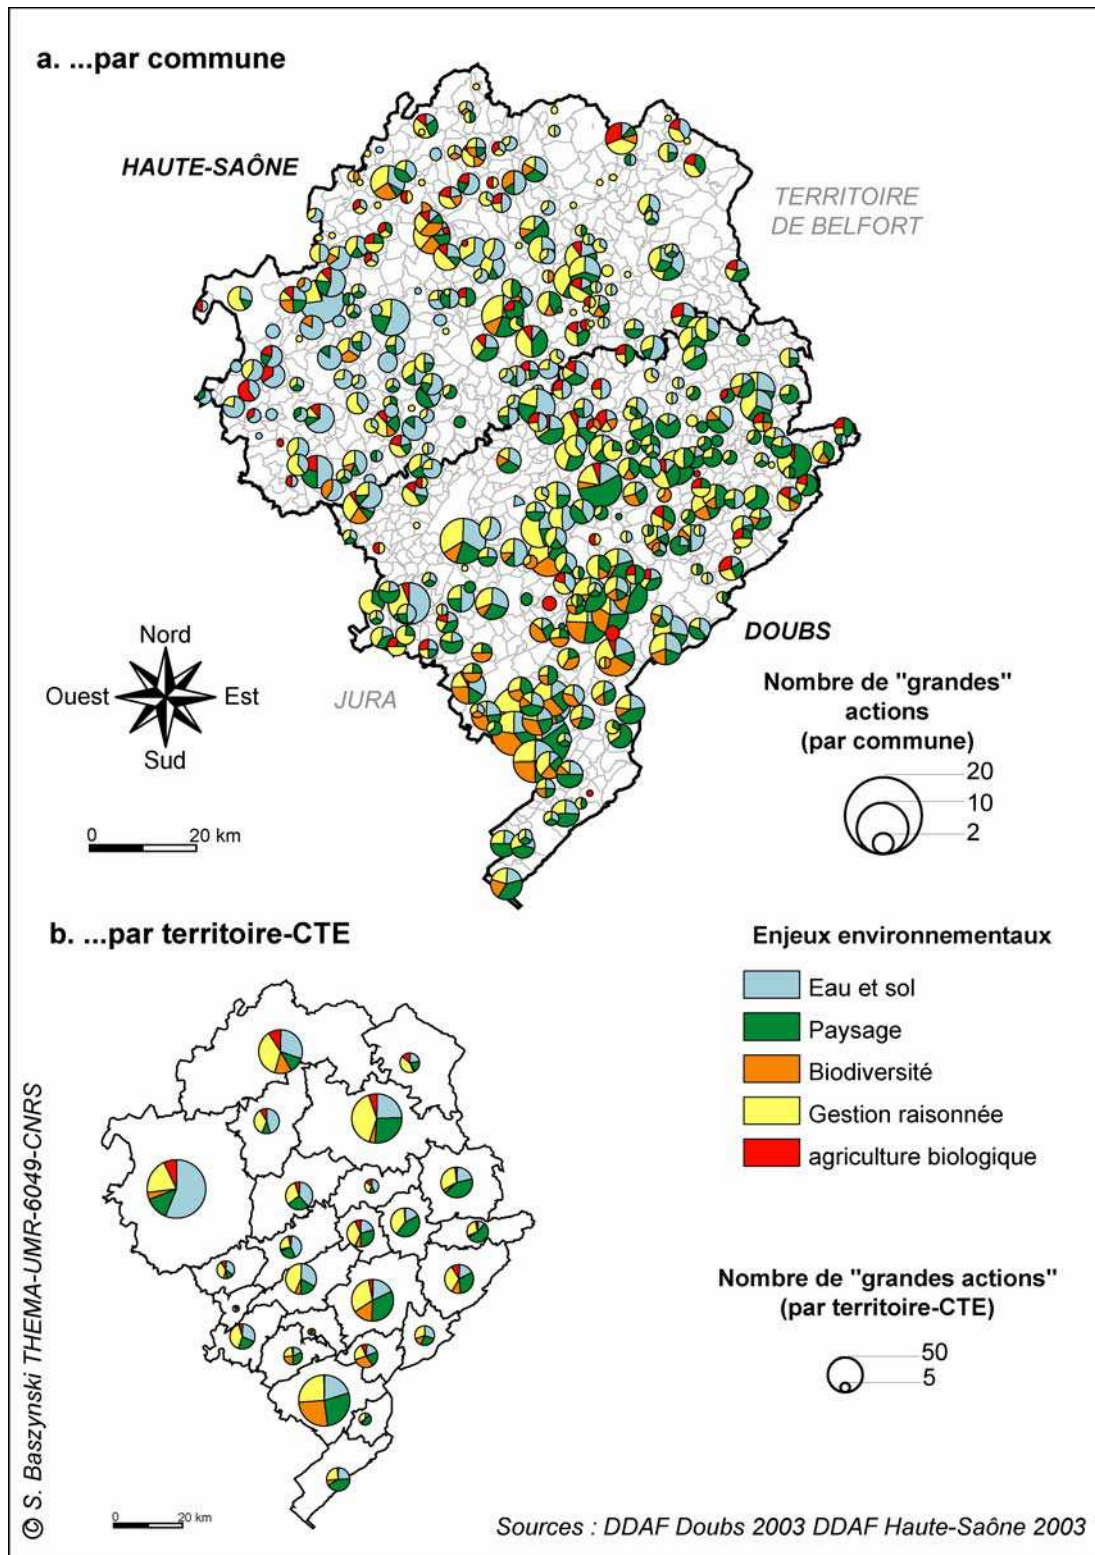 a. ...par commune
HAUTE-SAÔNE
TERRITOIRE
DE BELFORT
DOUBS
JURA
Nord
Ouest
Est
Sud
0
20 km
Nombre de "grandes"
actions
(par commune)
20
10
2
b. ...par territoire-CTE
Enjeux environnementaux
Eau et sol
Paysage
Biodiversité
Gestion raisonnée
agriculture biologique
Nombre de "grandes actions"
(par territoire-CTE)
50
5
0
20 km
© S. Baszynski THEMA-UMR-6049-CNRS
Sources : DDAF Doubs 2003 DDAF Haute-Saône 2003